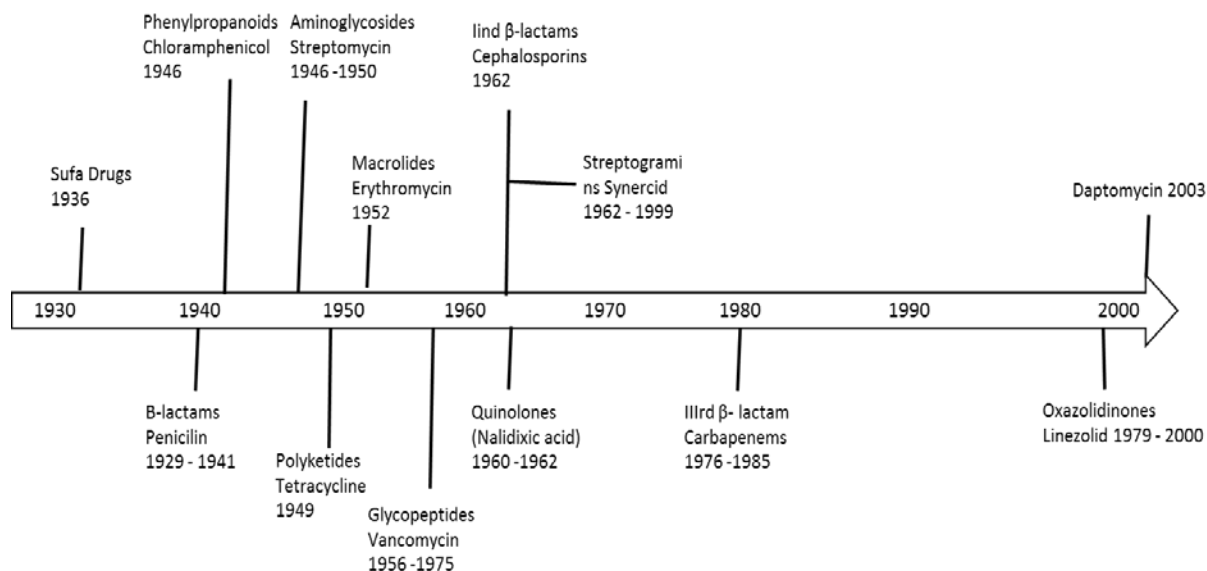 Phenylpropanoids
Chloramphenicol
1946
Aminoglycosides
Streptomycin
1946 -1950
IInd β-lactams
Cephalosporins
1962
Sufa Drugs
1936
Macrolides
Erythromycin
1952
Streptogrami
ns Synercid
1962 - 1999
Daptomycin 2003
1930 1940 1950 1960 1970 1980 1990 2000
B-lactams
Penicilin
1929 - 1941
Polyketides
Tetracycline
1949
Glycopeptides
Vancomycin
1956 -1975
Quinolones
(Nalidixic acid)
1960 -1962
IIIrd β- lactam
Carbapenems
1976 -1985
Oxazolidinones
Linezolid 1979 - 2000